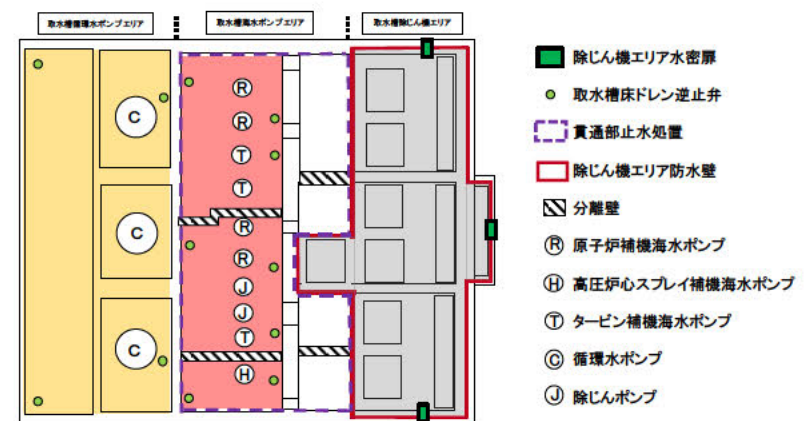 取水槽循環水ポンプエリア
取水槽海水ポンプエリア
取水槽除じん機エリア
R
R
T
T
R
R
J
J
T
H
C
C
C
除じん機エリア水密扉
取水槽床ドレン逆止弁
貫通部止水処置
除じん機エリア防水壁
分離壁
R 原子炉補機海水ポンプ
H 高圧炉心スプレイ補機海水ポンプ
T タービン補機海水ポンプ
C 循環水ポンプ
J 除じんポンプ